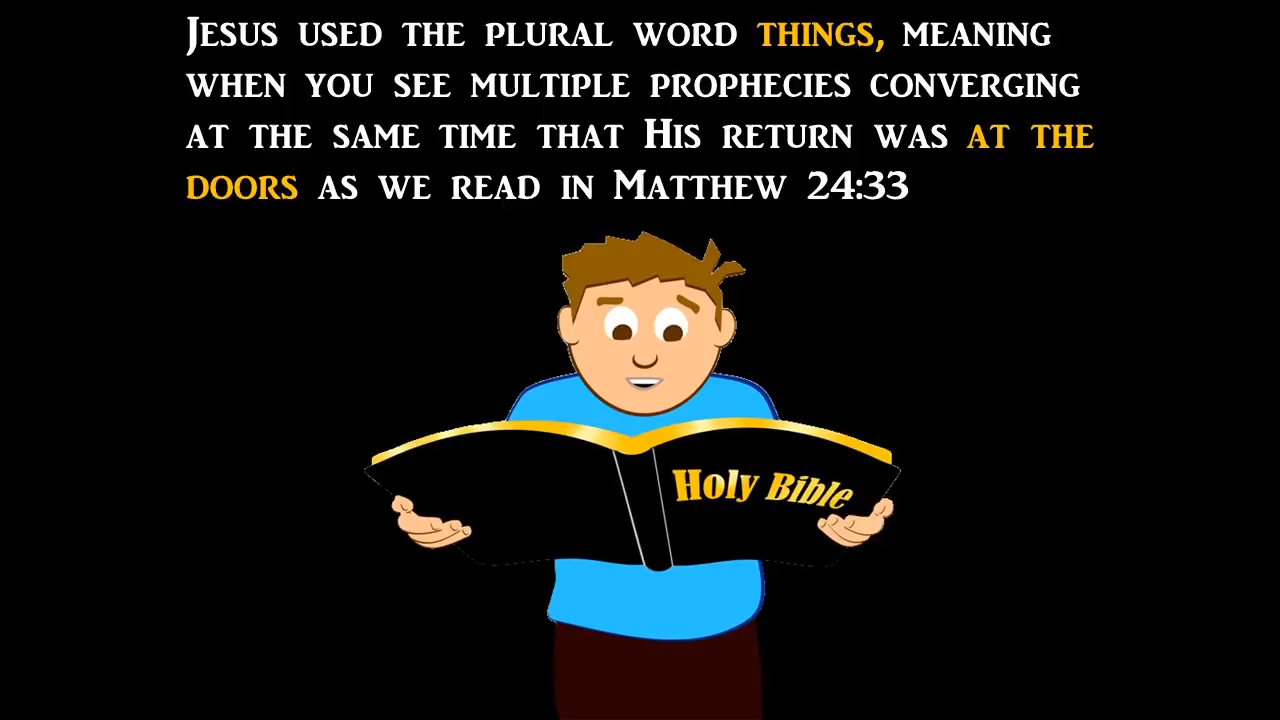 Jesus used the plural word things, meaning
when you see multiple prophecies converging
at the same time that His return was at the
doors as we read in Matthew 24:33
Holy Bible